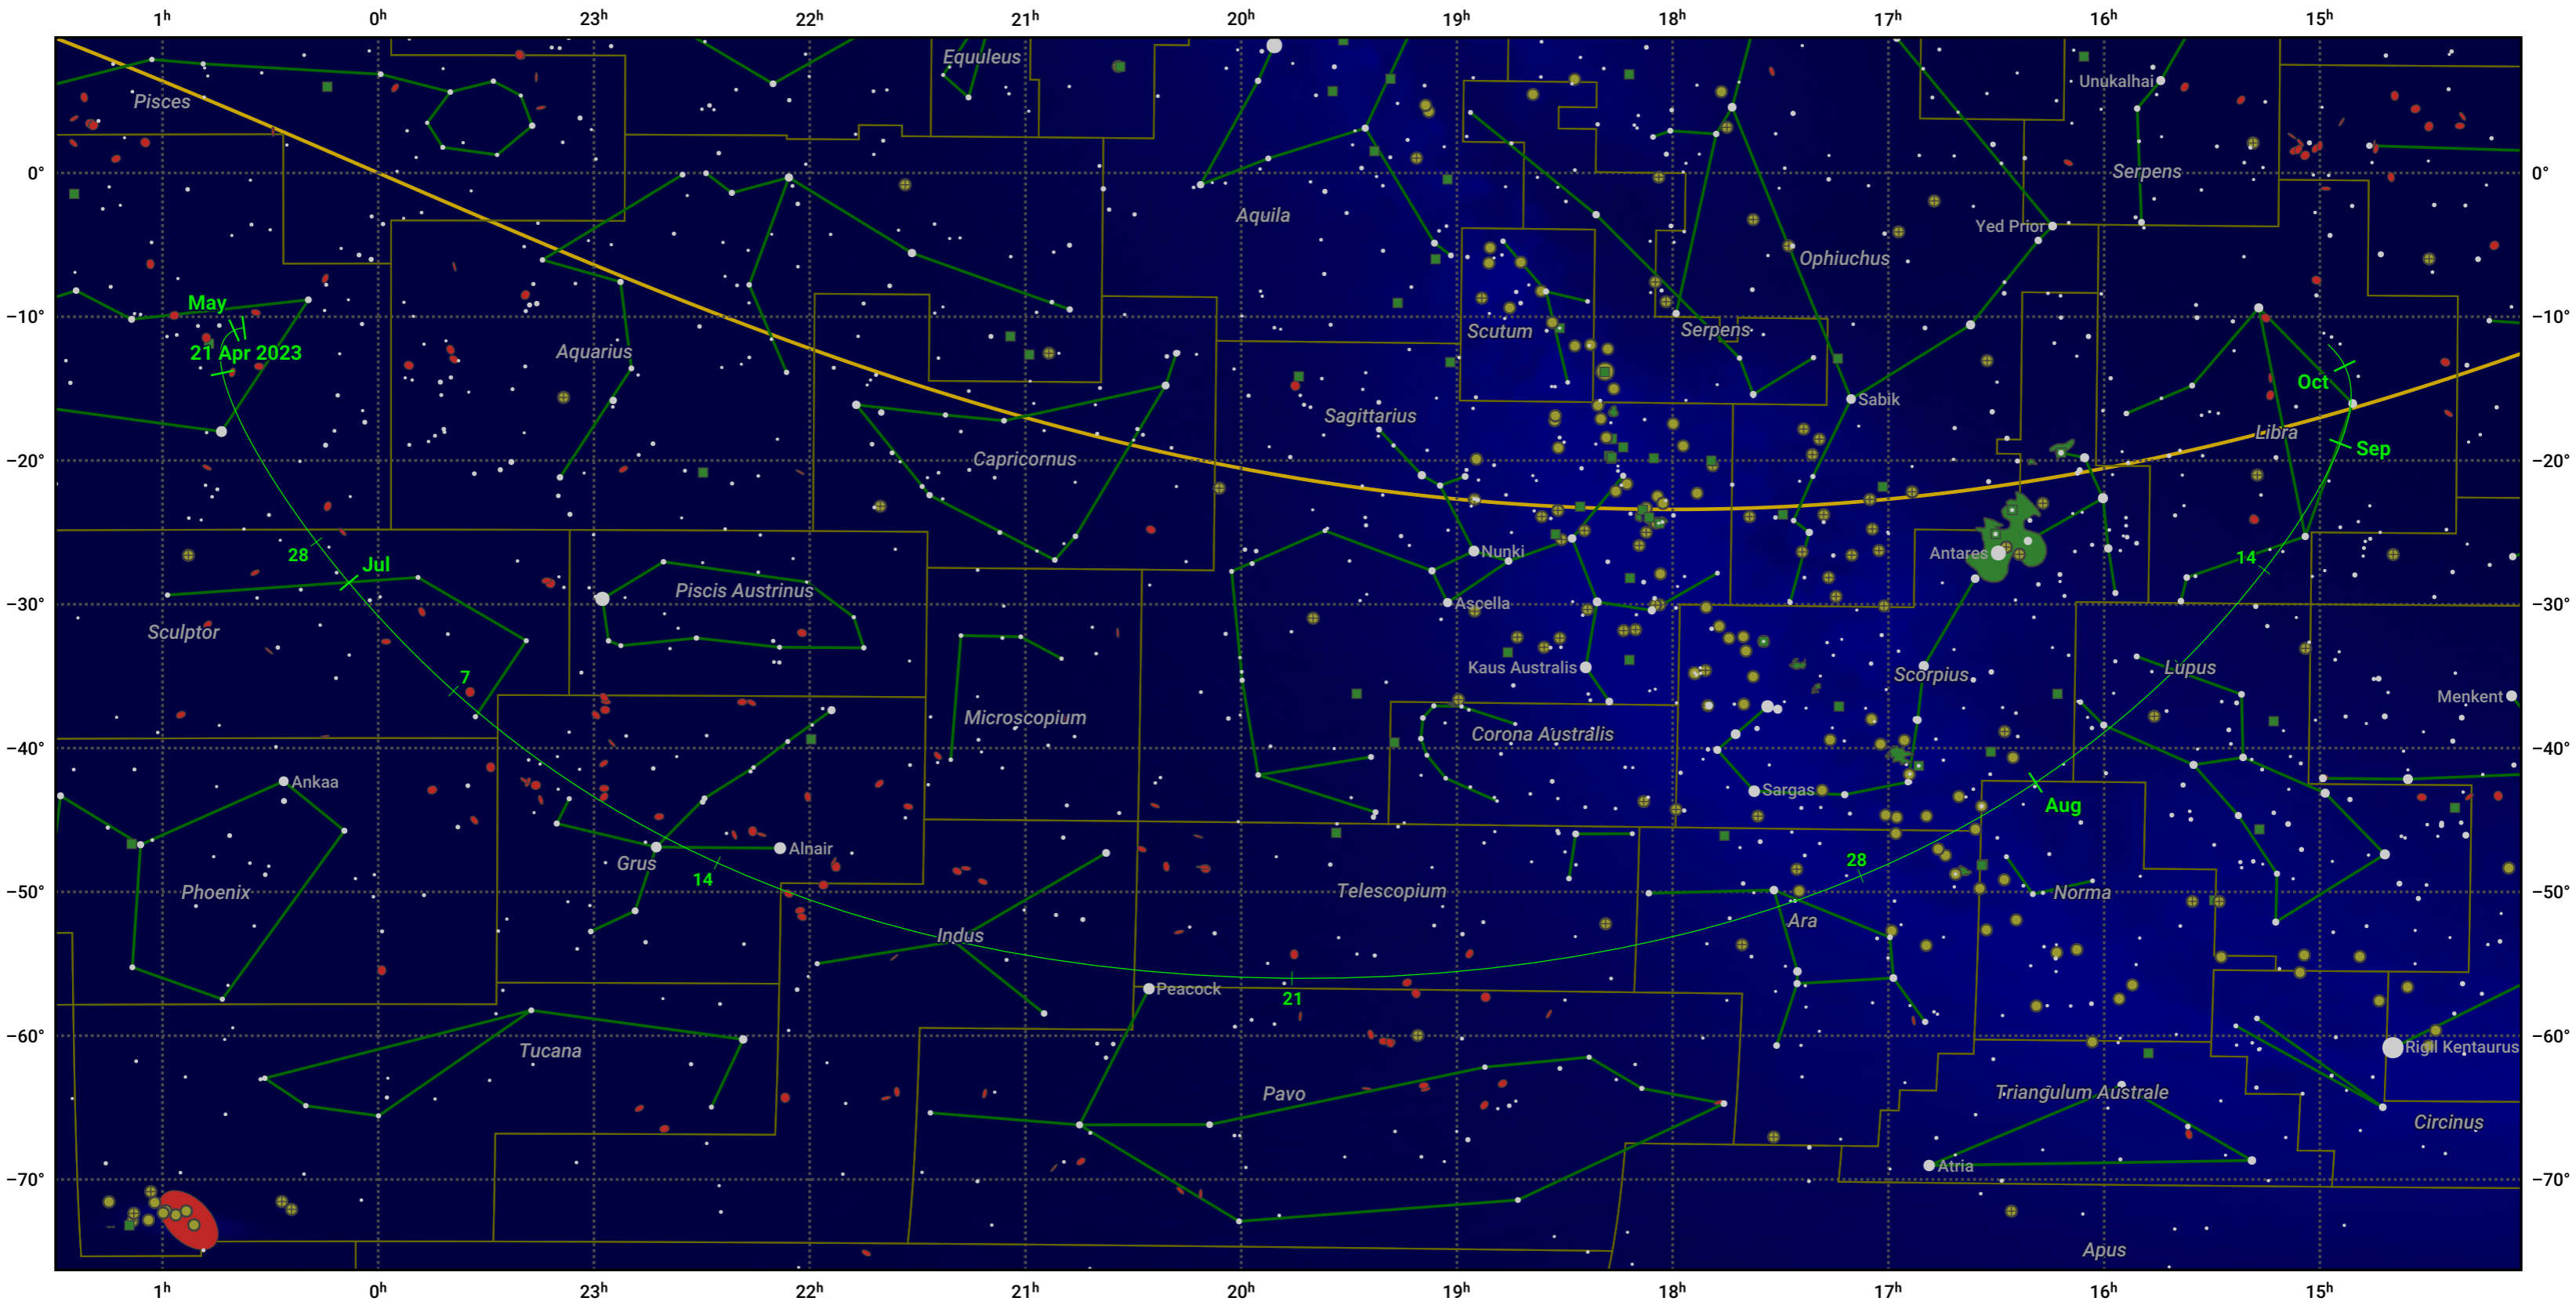 1h 0h 23h 22h 21h 20h 19h 18h 17h 16h 15h
Equuleus
Pisces
Unukalhai
0° Serpens 0°
Aquila
Yed Prior
Ophiuchus
May
−10° −10°
Scutum Serpens
21 Apr 2023 Aquarius
Oct
Sabik
Sagittarius
Libra
Sep
−20° Capricornus −20°
28 Nunki Antares 14
Jul
Piscis Austrinus
−30° Ascella −30°
Sculptor
Kaus Australis Scorpius Lupus
7
Menkent
Microscopium
−40° Corona Australis −40°
Ankaa
Sargas
Aug
Alnair
Grus 28
14
−50° Phoenix Telescopium Norma −50°
Ara
Indus
Peacock
21
−60° −60°
Tucana Rigil Kentaurus
Pavo Triangulum Australe
Circinus
Atria
−70° −70°
Apus
1h 0h 23h 22h 21h 20h 19h 18h 17h 16h 15h